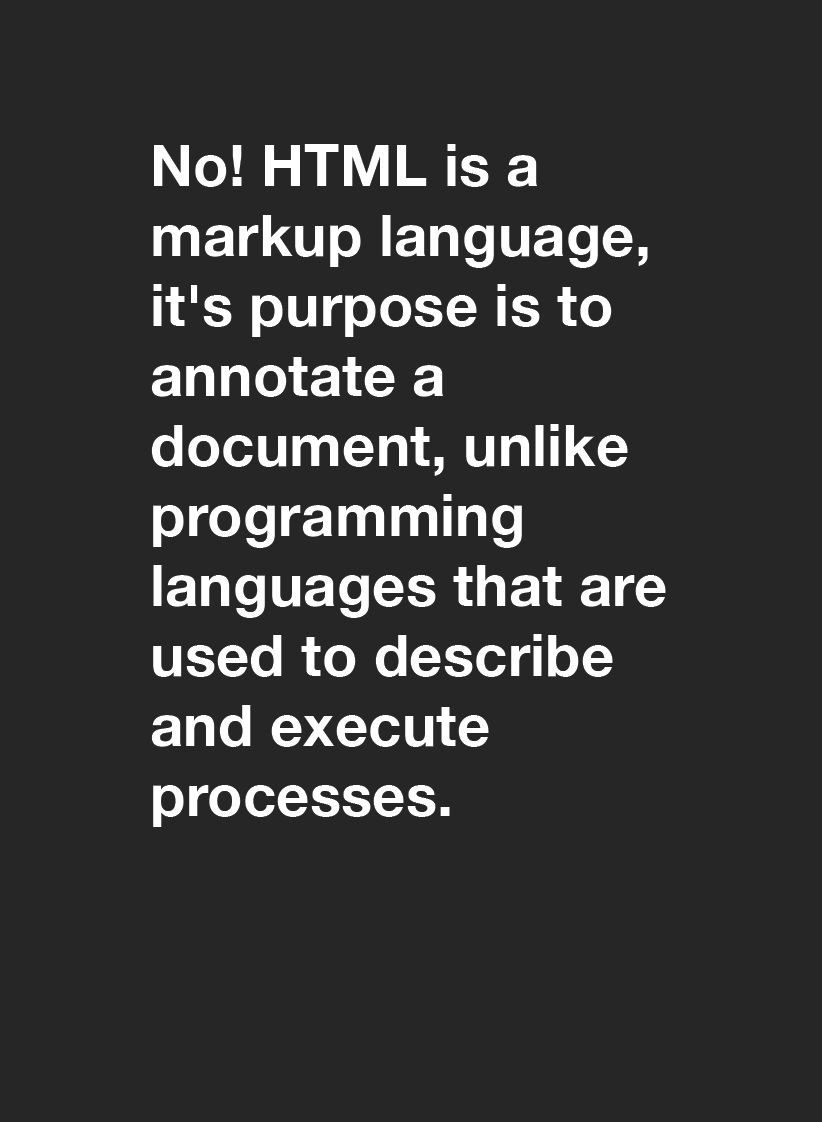 No! HTML is a
markup language,
it's purpose is to
annotate a
document, unlike
programming
languages that are
used to describe
and execute
processes.